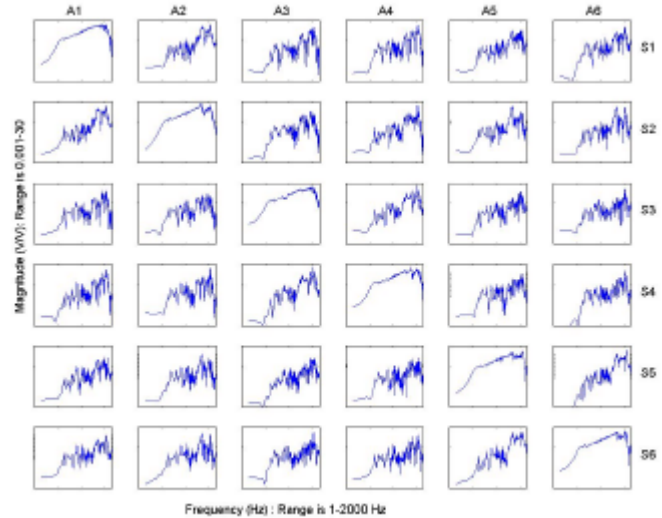 A1 A2 A3 A4 A5 A6
S1
S2
S3
S4
S5
S6
Magnitude (V/V): Range is 0.001-30
Frequency (Hz) : Range is 1-2000 Hz